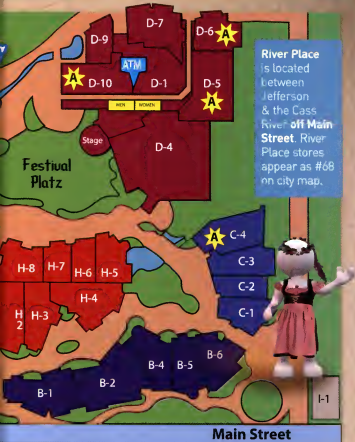 D-7
D-9
D-6
A
ATM
A
D-10
D-1
D-5
MEN
WOMEN
A
River Place
is located
between
Jefferson
& the Cass
River off Main
Street. River
Place stores
appear as #68
on city map.
Stage
D-4
Festival
Platz
A
C-4
C-3
C-2
C-1
H-8
H-7
H-6
H-5
H-4
H
2
H-3
B-6
B-4
B-5
B-2
B-1
I-1
Main Street